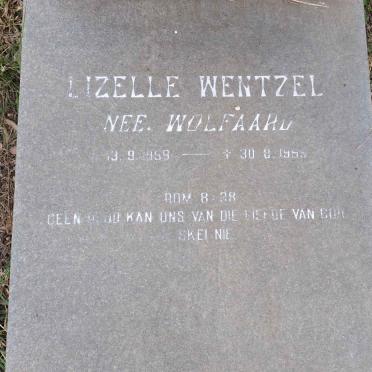 LIZELLE WENTZEL
NEE. WOLFAARD
13.9.1959 — + 30.8.1995
ROM 8:38
GEEN DOOD KAN ONS VAN DIE LIEFDE VAN GOD
SKEI NIE